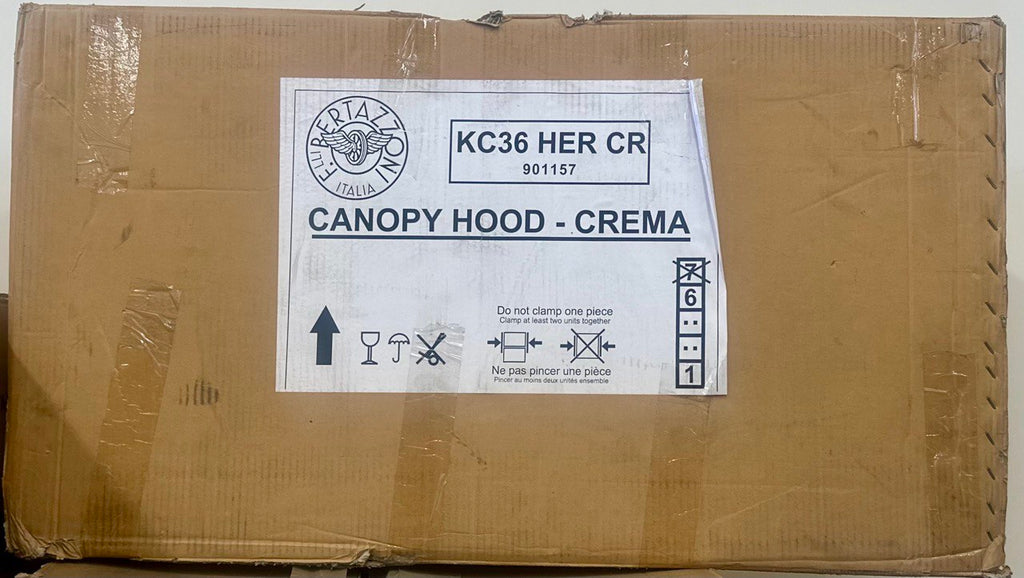 F.LLI BERTAZZONI
ITALIA
KC36 HER CR
901157
CANOPY HOOD - CREMA
7
6
1
Do not clamp one piece
Clamp at least two units together
Ne pas pincer une pièce
Pincer au moins deux unités ensemble